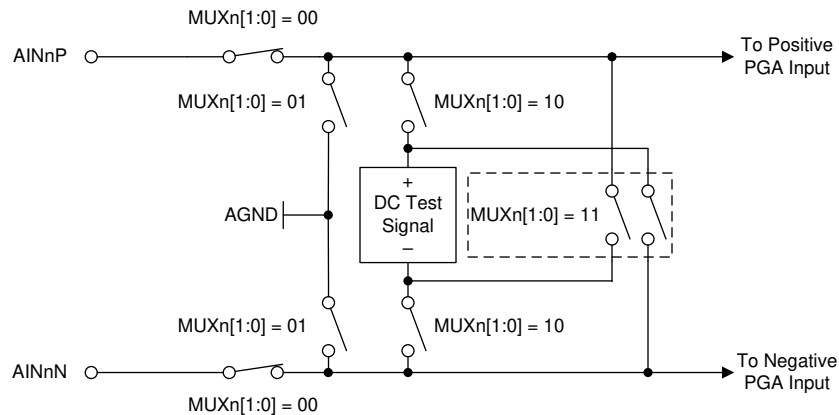 MUXn[1:0] = 00
AINnP
To Positive
PGA Input
MUXn[1:0] = 01
MUXn[1:0] = 10
+
DC Test
Signal
–
AGND
MUXn[1:0] = 11
MUXn[1:0] = 01
MUXn[1:0] = 10
AINnN
To Negative
PGA Input
MUXn[1:0] = 00